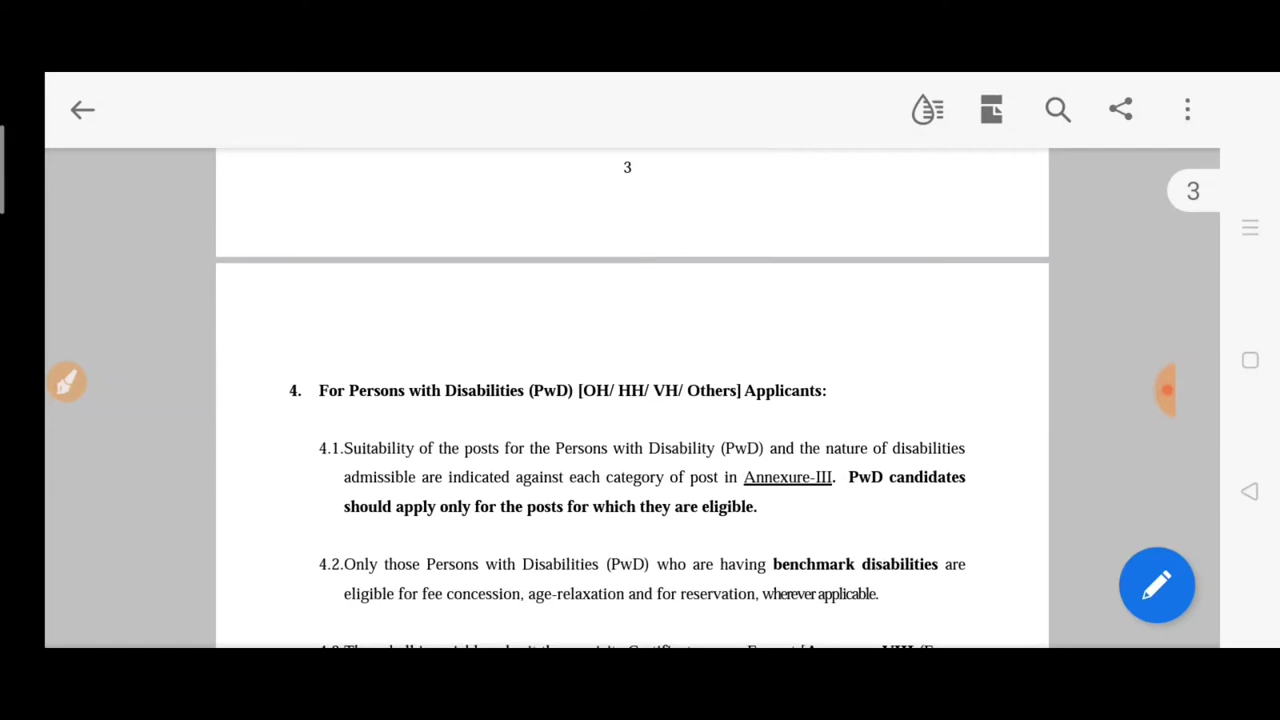 3
3
4. For Persons with Disabilities (PwD) [OH/ HH/ VH/ Others] Applicants:
4.1.Suitability of the posts for the Persons with Disability (PwD) and the nature of disabilities
admissible are indicated against each category of post in Annexure-III. PwD candidates
should apply only for the posts for which they are eligible.
4.2.Only those Persons with Disabilities (PwD) who are having benchmark disabilities are
eligible for fee concession, age-relaxation and for reservation, wherever applicable.